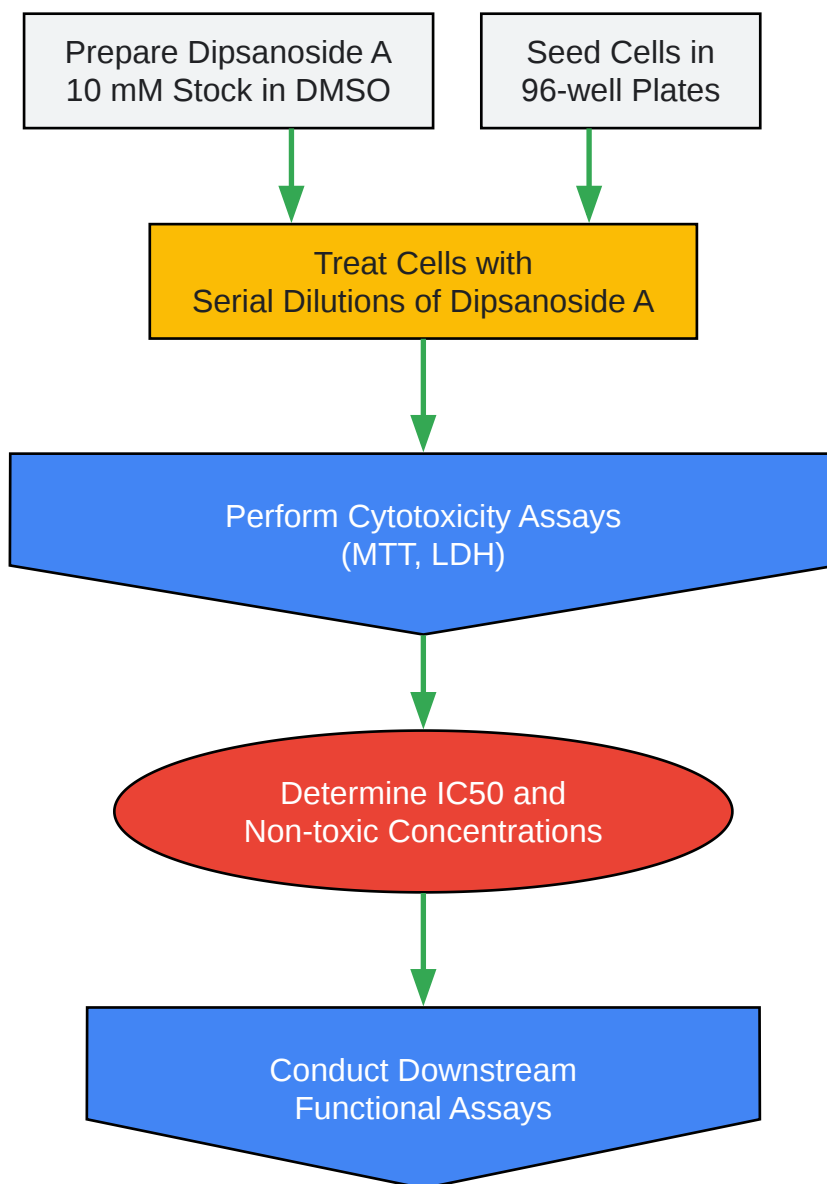 Prepare Dipsanoside A
10 mM Stock in DMSO
Seed Cells in
96-well Plates
Treat Cells with
Serial Dilutions of Dipsanoside A
Perform Cytotoxicity Assays
(MTT, LDH)
Determine IC50 and
Non-toxic Concentrations
Conduct Downstream
Functional Assays